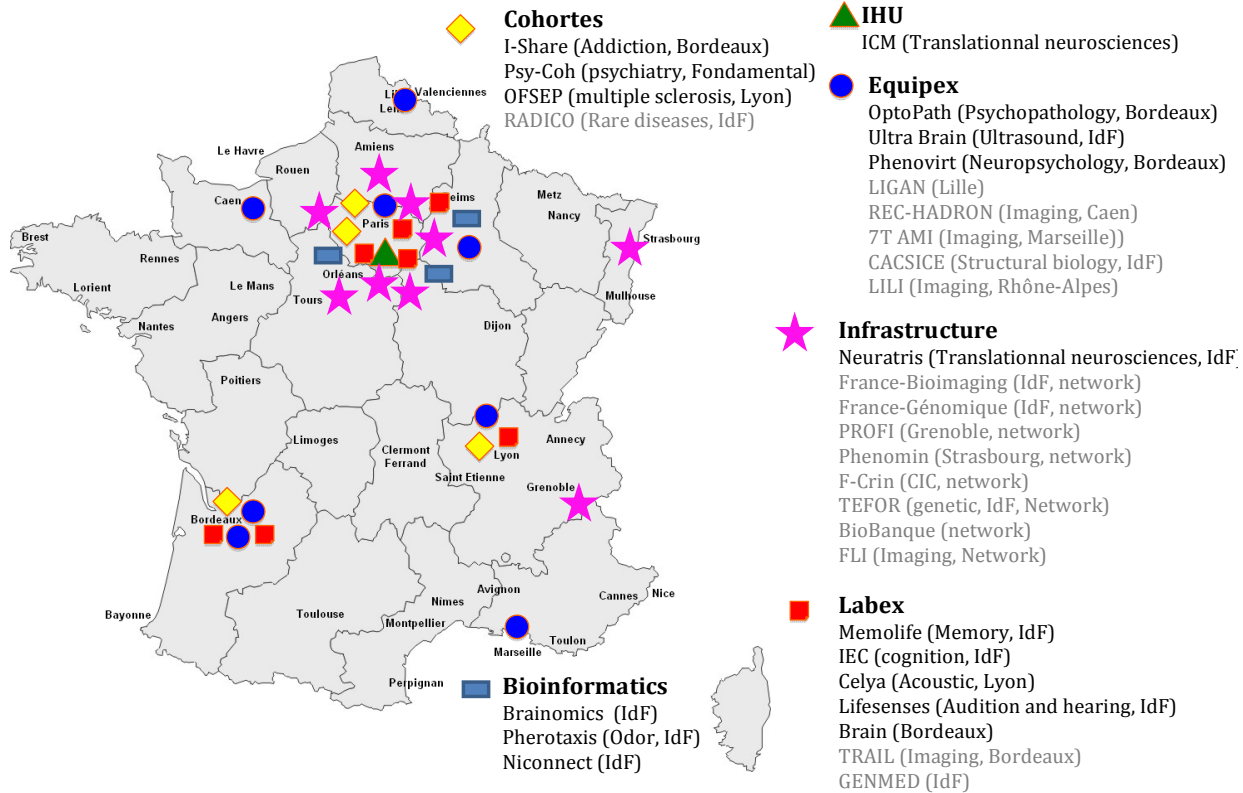 Cohortes
I-Share (Addiction, Bordeaux)
Psy-Coh (psychiatry, Fondamental)
OFSEP (multiple sclerosis, Lyon)
RADICO (Rare diseases, IdF)
IHU
ICM (Translationnal neurosciences)
Equipex
OptoPath (Psychopathology, Bordeaux)
Ultra Brain (Ultrasound, IdF)
Phenovirt (Neuropsychology, Bordeaux)
LIGAN (Lille)
REC-HADRON (Imaging, Caen)
7T AMI (Imaging, Marseille))
CACSICE (Structural biology, IdF)
LILI (Imaging, Rhône-Alpes)
Infrastructure
Neuratris (Translationnal neurosciences, IdF)
France-Bioimaging (IdF, network)
France-Génomique (IdF, network)
PROFI (Grenoble, network)
Phenomin (Strasbourg, network)
F-Crin (CIC, network)
TEFOR (genetic, IdF, Network)
BioBanque (network)
FLI (Imaging, Network)
Labex
Memolife (Memory, IdF)
IEC (cognition, IdF)
Celya (Acoustic, Lyon)
Lifesenses (Audition and hearing, IdF)
Brain (Bordeaux)
TRAIL (Imaging, Bordeaux)
GENMED (IdF)
Bioinformatics
Brainomics (IdF)
Pherotaxis (Odor, IdF)
Niconnect (IdF)
Valenciennes
Amiens
Le Havre
Rouen
Caen
Metz
Nancy
Paris
Strasbourg
Brest
Rennes
Orléans
Lorient
Le Mans
Tours
Mulhouse
Nantes
Angers
Dijon
Poitiers
Limoges
Clermont
Ferrand
Annecy
Lyon
Saint Etienne
Grenoble
Bordeaux
Avignon
Cannes
Nice
Nîmes
Bayonne
Toulouse
Montpellier
Toulon
Marseille
Perpignan